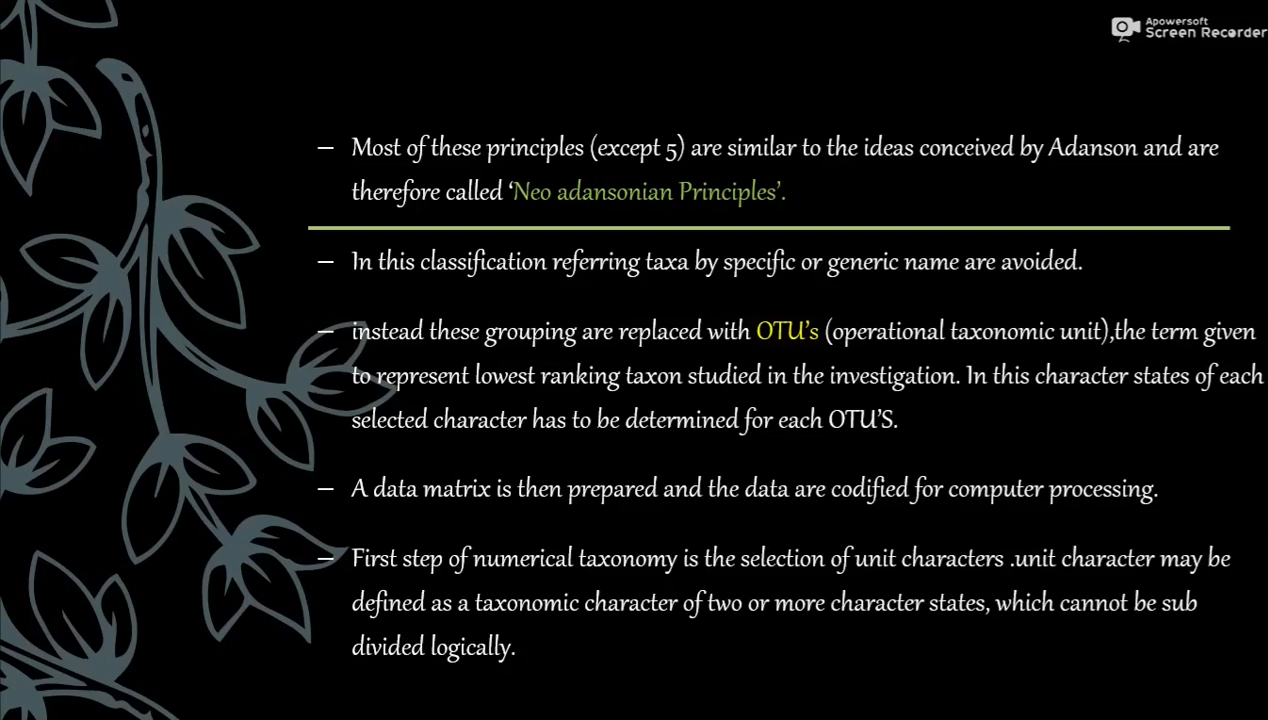 Apowersoft
Screen Recorder
– Most of these principles (except 5) are similar to the ideas conceived by Adanson and are
therefore called ‘Neo adansonian Principles’.
– In this classification referring taxa by specific or generic name are avoided.
– instead these grouping are replaced with OTU’s (operational taxonomic unit),the term given
to represent lowest ranking taxon studied in the investigation. In this character states of each
selected character has to be determined for each OTU’S.
– A data matrix is then prepared and the data are codified for computer processing.
– First step of numerical taxonomy is the selection of unit characters .unit character may be
defined as a taxonomic character of two or more character states, which cannot be sub
divided logically.